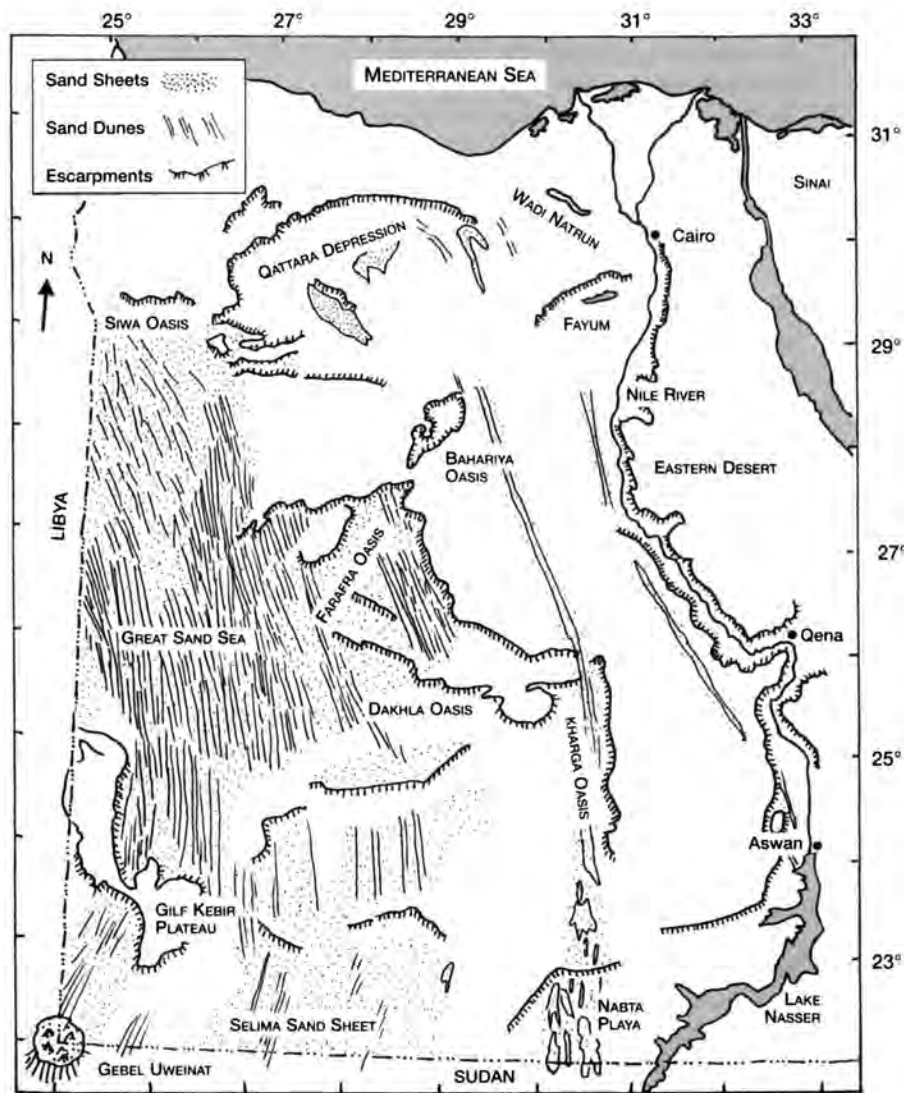 25° 27° 29° 31° 33°
MEDITERRANEAN SEA
Sand Sheets
Sand Dunes
Escarpments
31°
SINAI
WADI NATRUN
Cairo
QATTARA DEPRESSION
N
SIWA OASIS
FAYUM
29°
NILE RIVER
BAHARIYA
OASIS
EASTERN DESERT
LIBYA
FARAFRA OASIS
27°
GREAT SAND SEA
Qena
DAKHLA OASIS
KHARGA OASIS
25°
Aswan
GILF KEBIR
PLATEAU
23°
NABTA
PLAYA
LAKE
NASSER
SELIMA SAND SHEET
GEBEL UWEINAT
SUDAN